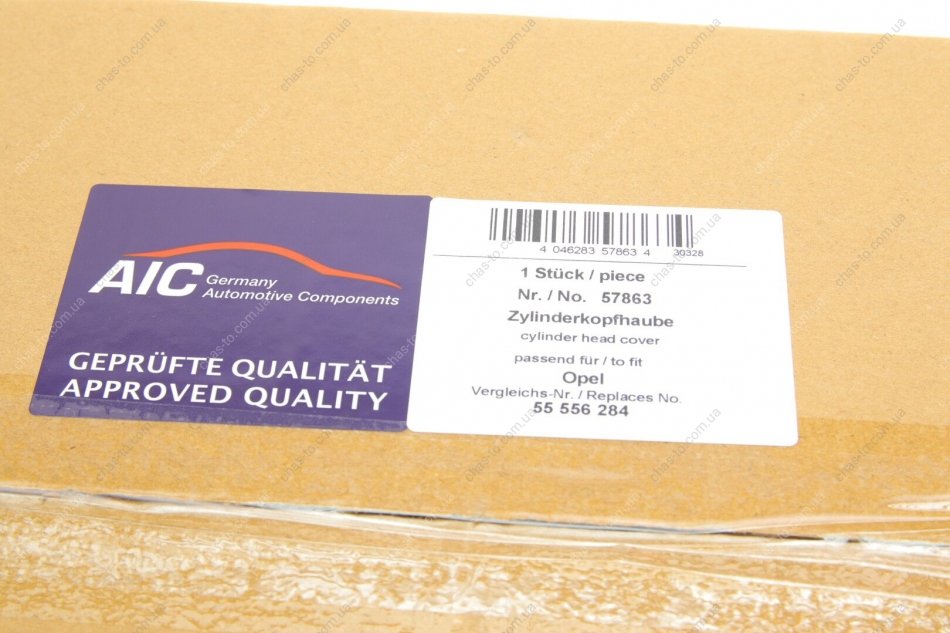 AIC Germany
Automotive Components
GEPRÜFTE QUALITÄT
APPROVED QUALITY
4 046283 57863 4 30328
1 Stück / piece
Nr. / No. 57863
Zylinderkopfhaube
cylinder head cover
passend für / to fit
Opel
Vergleichs-Nr. / Replaces No.
55 556 284
chas-to.com.ua